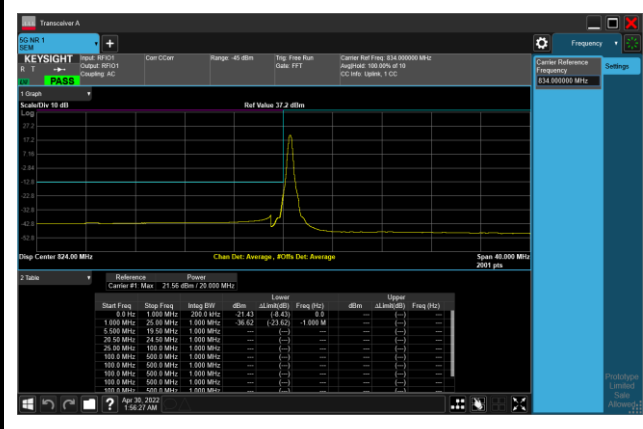 Transceiver A
5G NR 1
SEM
+
Frequency
KEYSIGHT
R T
PASS
Input: RFIO1
Output: RFIO1
Coupling: AC
Corr CCorr
Range: -45 dBm
Trig: Free Run
Gate: FFT
Carrier Ref Freq: 834.000000 MHz
Avg|Hold: 100.00% of 10
CC Info: Uplink, 1 CC
Carrier Reference
Frequency
834.000000 MHz
Settings
1 Graph
Scale/Div 10 dB
Ref Value 37.2 dBm
Log
27.2
17.2
7.16
-2.84
-12.8
-22.8
-32.8
-42.8
-52.8
Disp Center 824.00 MHz
Chan Det: Average , #Offs Det: Average
Span 40.000 MHz
2001 pts
2 Table
Reference Power
Carrier #1 Max 21.56 dBm / 20.000 MHz
Lower Upper
Start Freq Stop Freq Integ BW dBm ΔLimit(dB) Freq (Hz) dBm ΔLimit(dB) Freq (Hz)
0.0 Hz 1.000 MHz 200.0 kHz -21.43 (-8.43) 0.0 --- (---) ---
1.000 MHz 25.00 MHz 1.000 MHz -36.62 (-23.62) -1.000 M --- (---) ---
5.500 MHz 19.50 MHz 1.000 MHz --- (---) --- --- (---) ---
20.50 MHz 24.50 MHz 1.000 MHz --- (---) --- --- (---) ---
25.00 MHz 100.0 MHz 1.000 MHz --- (---) --- --- (---) ---
100.0 MHz 500.0 MHz 1.000 MHz --- (---) --- --- (---) ---
100.0 MHz 500.0 MHz 1.000 MHz --- (---) --- --- (---) ---
100.0 MHz 500.0 MHz 1.000 MHz --- (---) --- --- (---) ---
100.0 MHz 500.0 MHz 1.000 MHz --- (---) --- --- (---) ---
?
Apr 30, 2022
1:56:27 AM
Prototype
Limited
Sale
Allowed